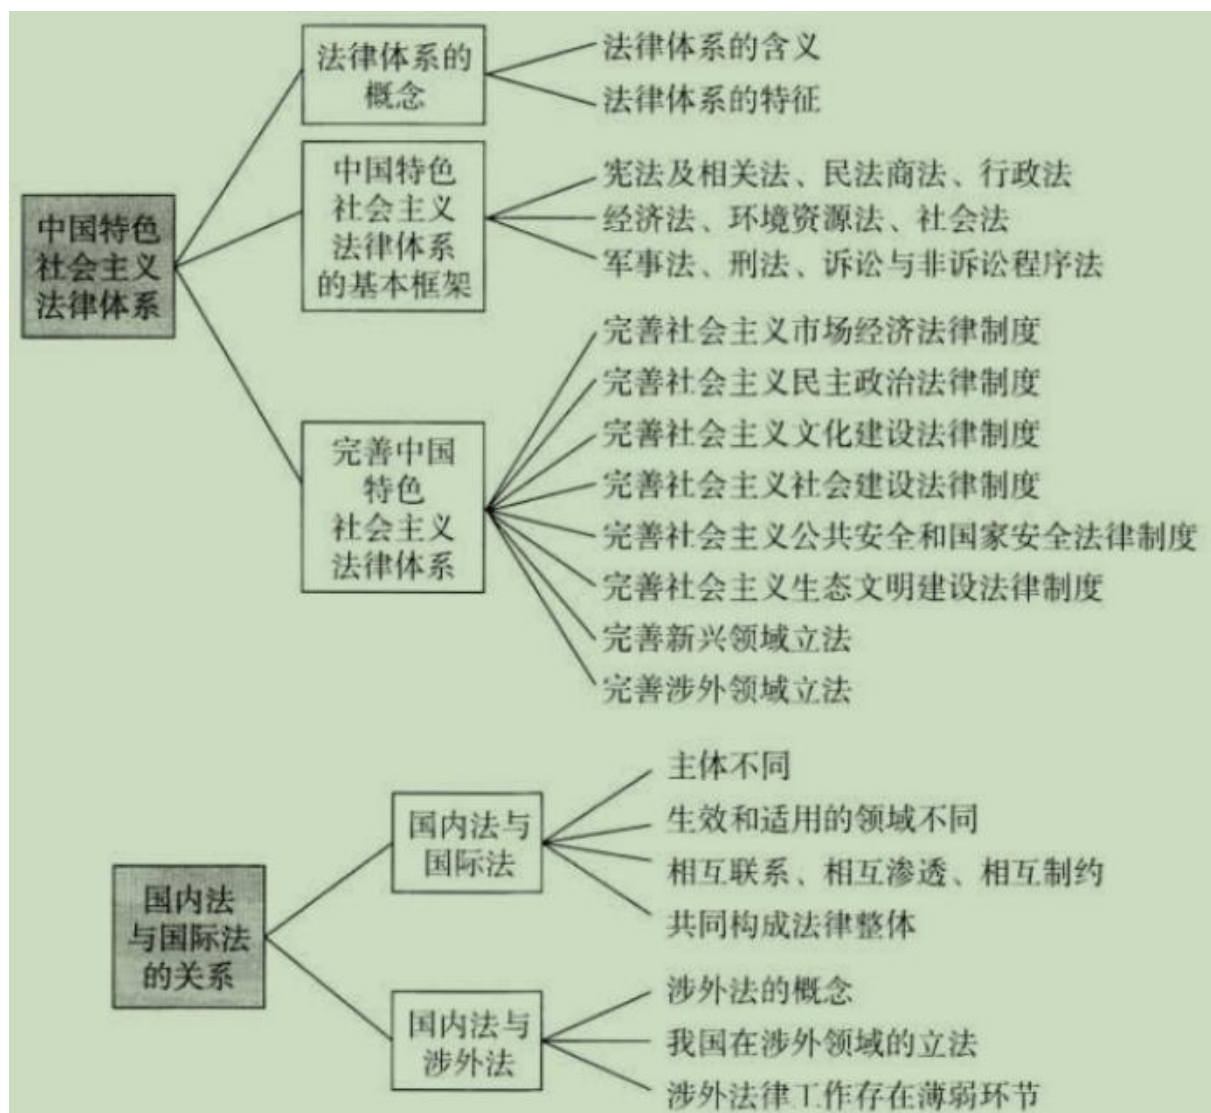 中国特色
社会主义
法律体系
法律体系的
概念
法律体系的含义
法律体系的特征
中国特色
社会主义
法律体系
的基本框架
宪法及相关法、民法商法、行政法
经济法、环境资源法、社会法
军事法、刑法、诉讼与非诉讼程序法
完善中国
特色
社会主义
法律体系
完善社会主义市场经济法律制度
完善社会主义民主政治法律制度
完善社会主义文化建设法律制度
完善社会主义社会建设法律制度
完善社会主义公共安全和国家安全法律制度
完善社会主义生态文明建设法律制度
完善新兴领域立法
完善涉外领域立法
国内法
与国际法
的关系
国内法与
国际法
主体不同
生效和适用的领域不同
相互联系、相互渗透、相互制约
共同构成法律整体
国内法与
涉外法
涉外法的概念
我国在涉外领域的立法
涉外法律工作存在薄弱环节